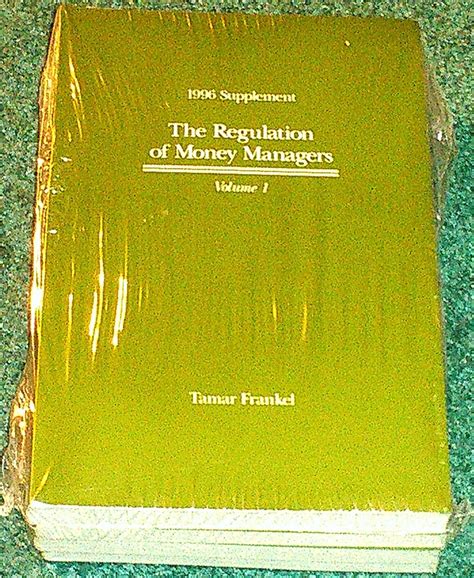 1996 Supplement
The Regulation
of Money Managers
Volume 1
Tamar Frankel